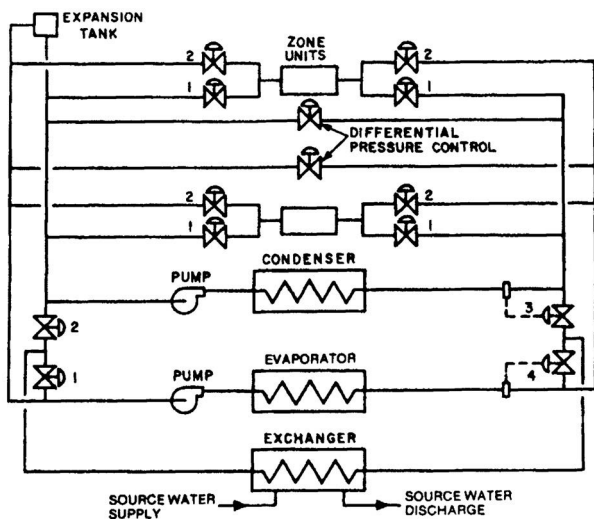 EXPANSION
TANK
ZONE
UNITS
2
2
1
1
DIFFERENTIAL
PRESSURE CONTROL
2
2
1
1
CONDENSER
PUMP
3
2
EVAPORATOR
PUMP
1
4
EXCHANGER
SOURCE WATER
SUPPLY
SOURCE WATER
DISCHARGE